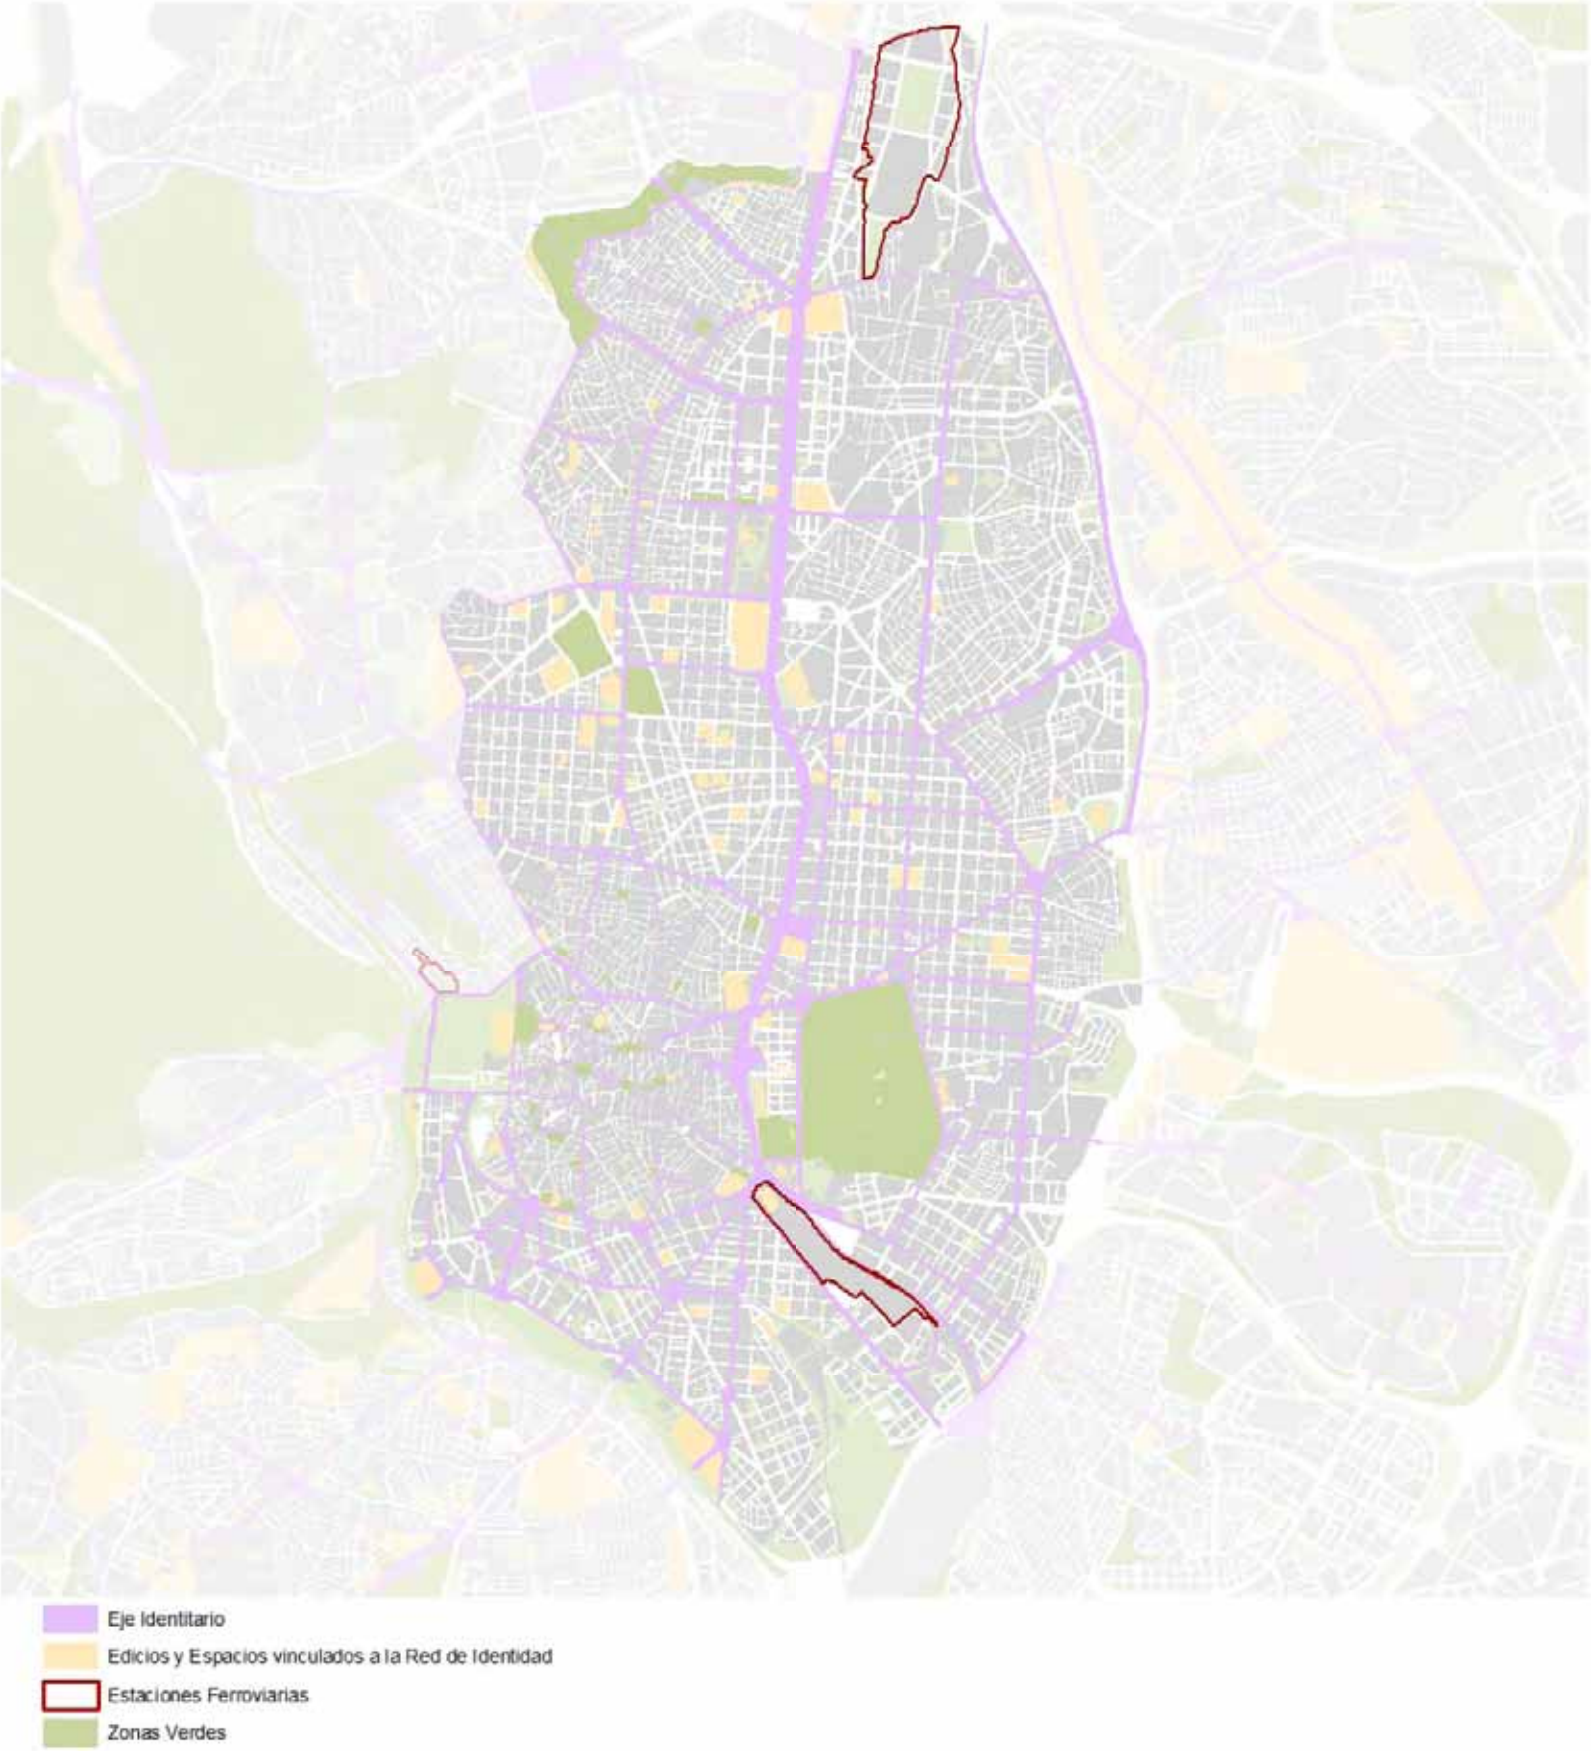 Eje Identitario
Edicios y Espacios vinculados a la Red de Identidad
Estaciones Ferroviarias
Zonas Verdes